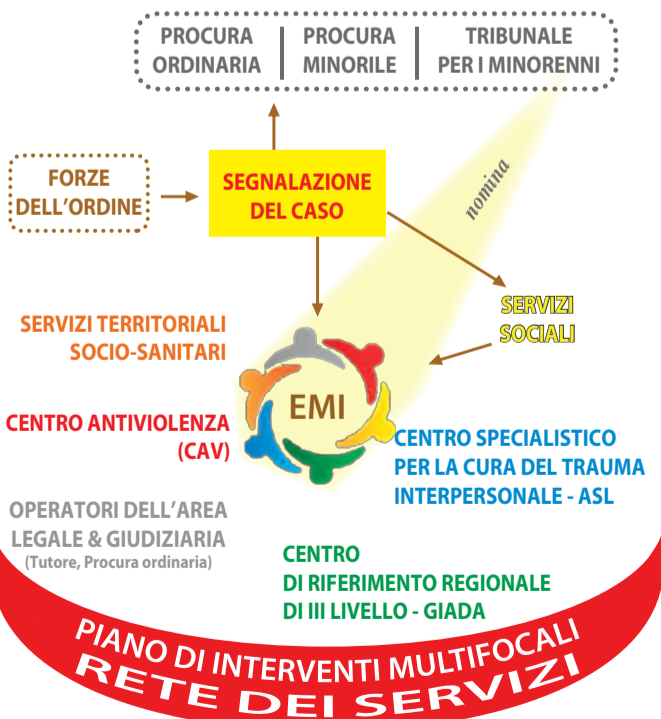 PROCURA ORDINARIA
PROCURA MINORILE
TRIBUNALE PER I MINORENNI
FORZE
DELL'ORDINE
SEGNALAZIONE
DEL CASO
nomina
SERVIZI
SOCIALI
SERVIZI TERRITORIALI
SOCIO-SANITARI
EMI
CENTRO ANTIVIOLENZA
(CAV)
CENTRO SPECIALISTICO
PER LA CURA DEL TRAUMA
INTERPERSONALE - ASL
OPERATORI DELL'AREA
LEGALE & GIUDIZIARIA
(Tutore, Procura ordinaria)
CENTRO
DI RIFERIMENTO REGIONALE
DI III LIVELLO - GIADA
PIANO DI INTERVENTI MULTIFOCALI
RETE DEI SERVIZI